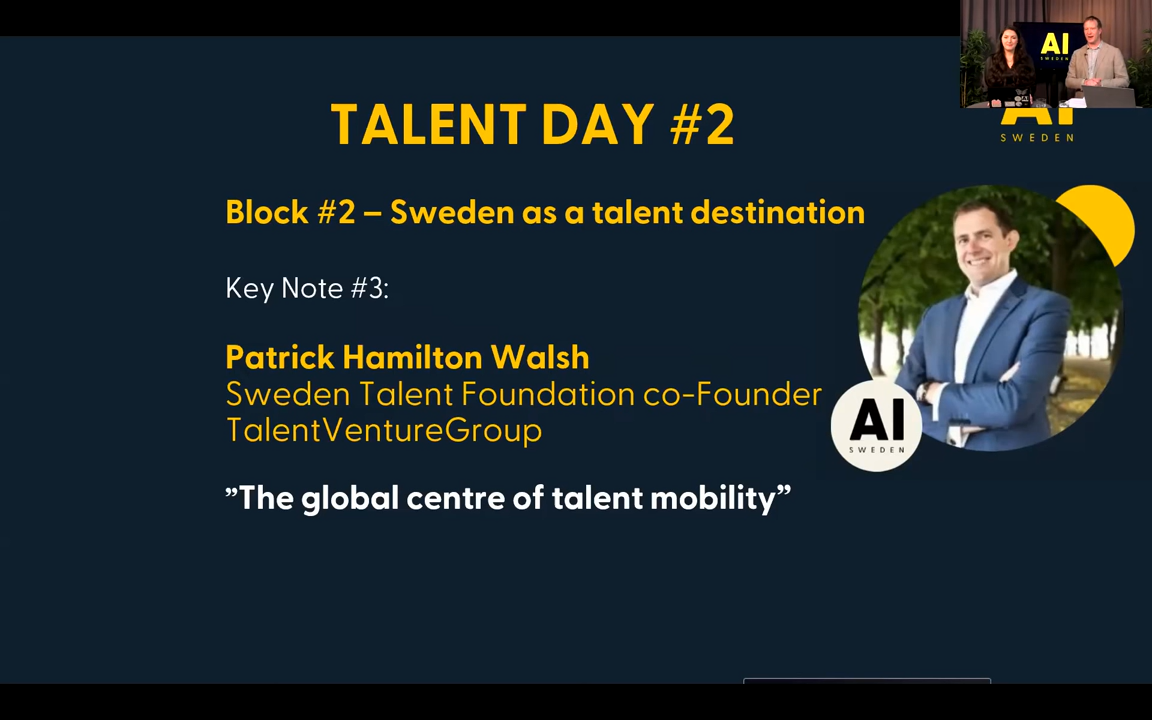 AI
SWEDEN
TALENT DAY #2
AI
SWEDEN
Block #2 – Sweden as a talent destination
Key Note #3:
Patrick Hamilton Walsh
Sweden Talent Foundation co-Founder
TalentVentureGroup
AI
SWEDEN
”The global centre of talent mobility”